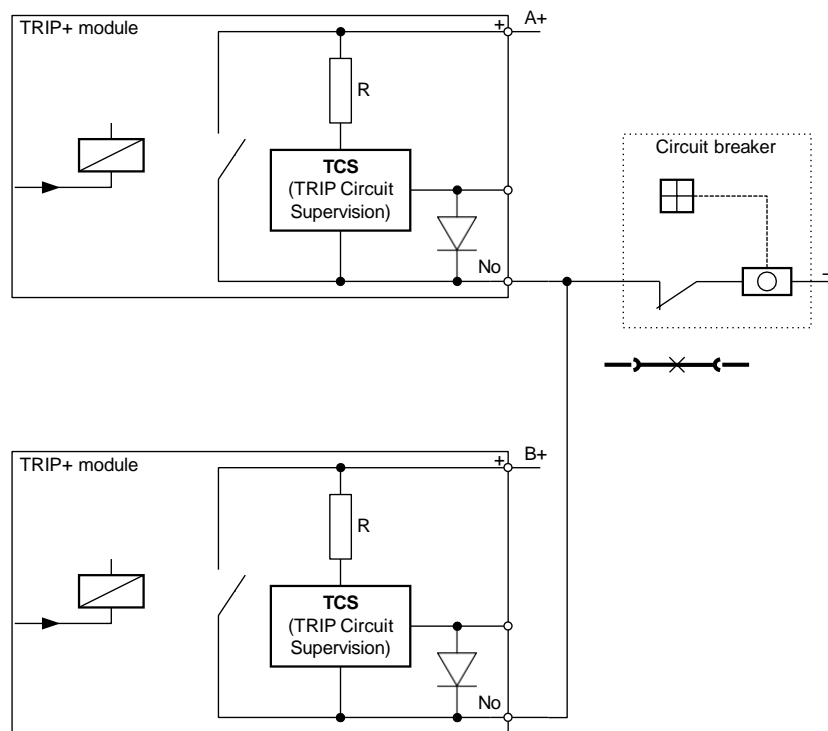 TRIP+ module
+
A+
R
TCS
(TRIP Circuit
Supervision)
No
Circuit breaker
-
TRIP+ module
+
B+
R
TCS
(TRIP Circuit
Supervision)
No